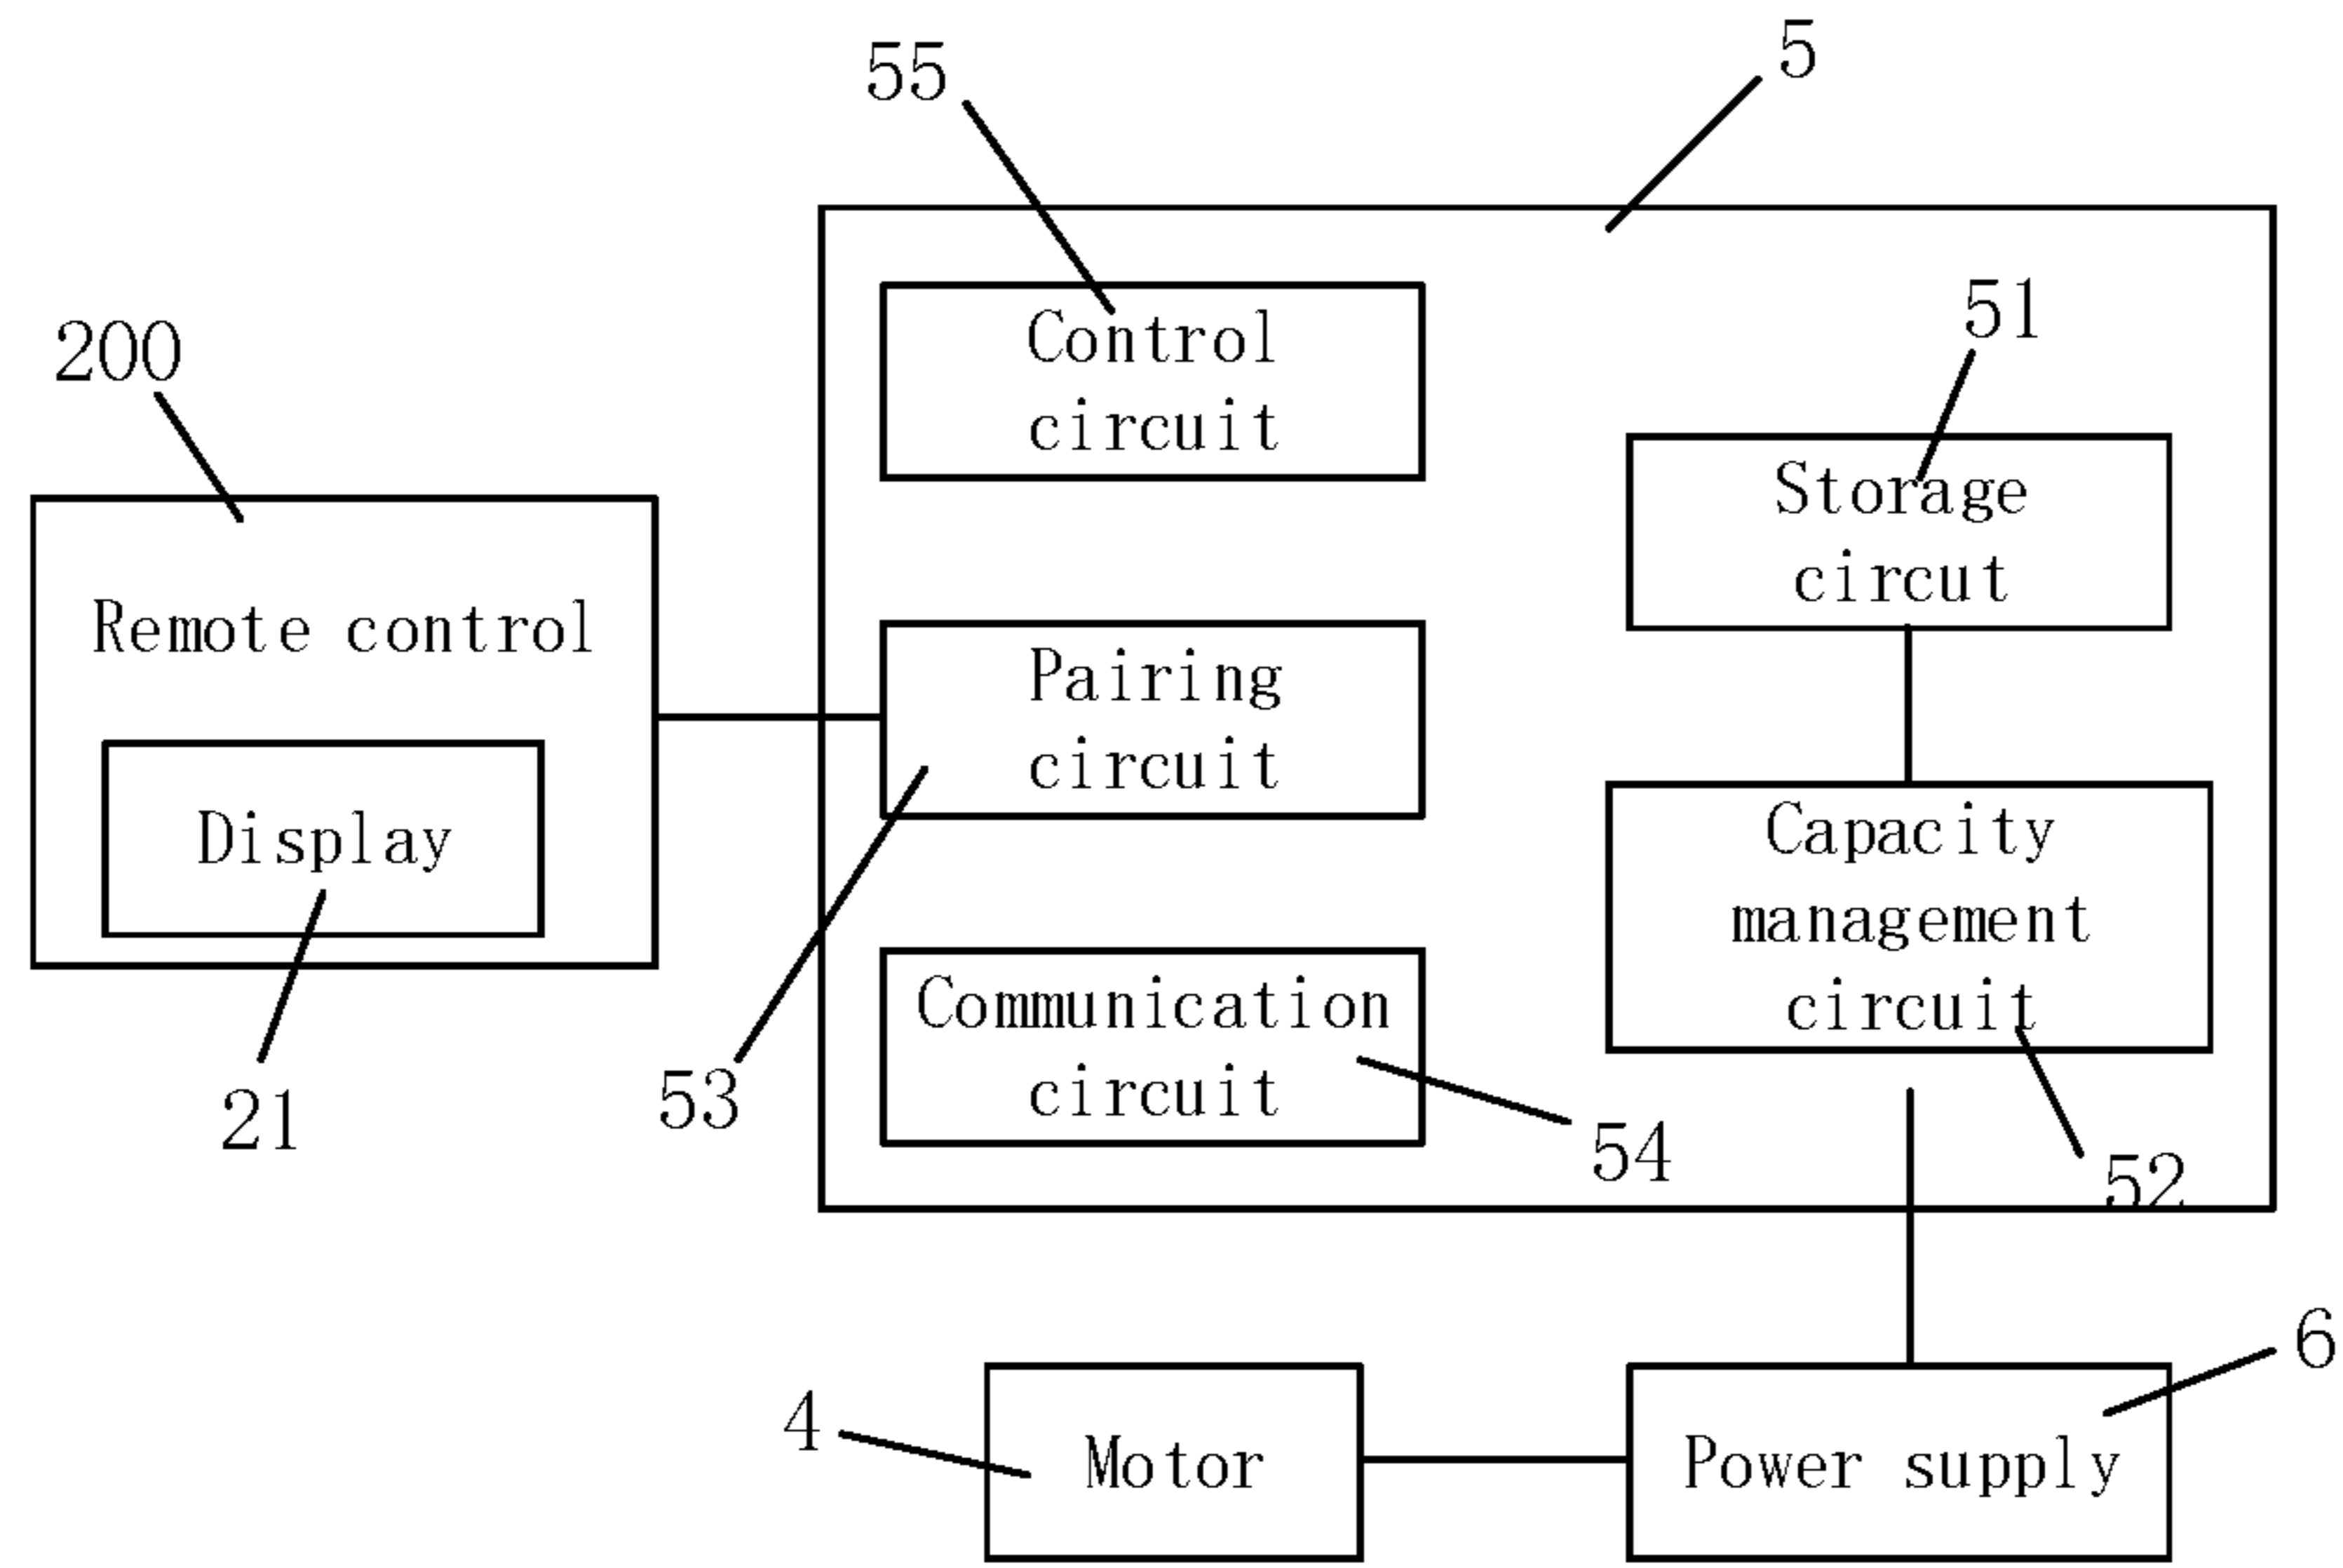 55
5
Control
circuit
51
200
Storage
circut
Remote control
Pairing
circuit
Display
Capacity
management
circuit
Communication
circuit
53
21
54
52
6
4
Motor
Power supply